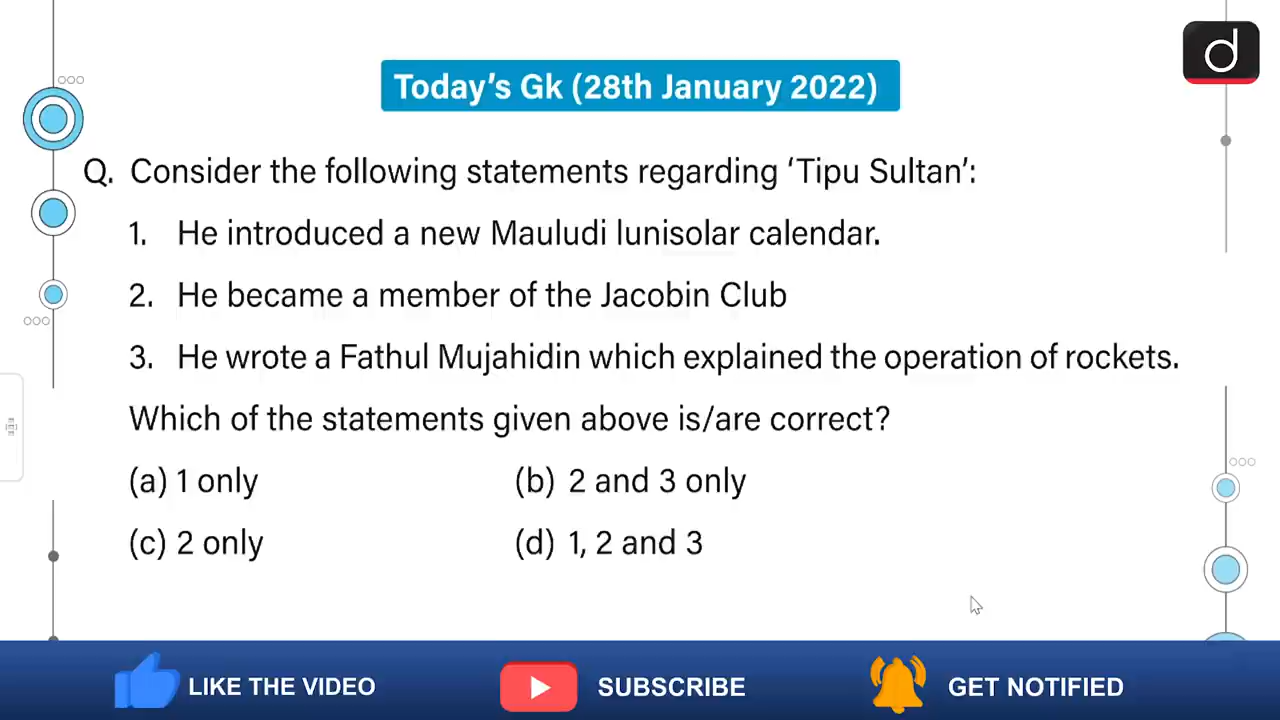 d
Today's Gk (28th January 2022)
Q. Consider the following statements regarding ‘Tipu Sultan’:
1. He introduced a new Mauludi lunisolar calendar.
2. He became a member of the Jacobin Club
3. He wrote a Fathul Mujahidin which explained the operation of rockets.
Which of the statements given above is/are correct?
(a) 1 only (b) 2 and 3 only
(c) 2 only (d) 1, 2 and 3
LIKE THE VIDEO SUBSCRIBE GET NOTIFIED